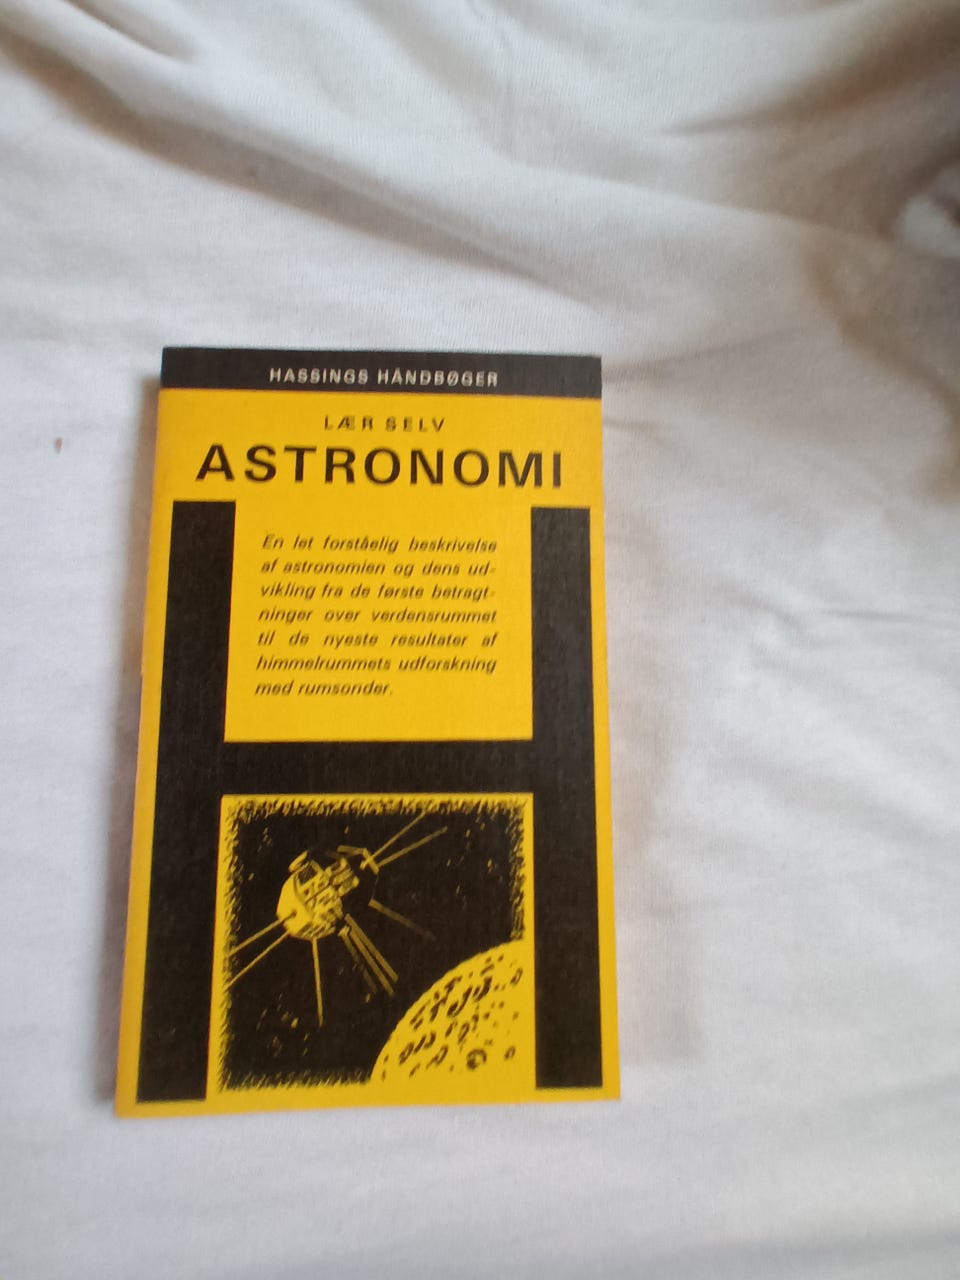 HASSINGS HÅNDBØGER
LÆR SELV
ASTRONOMI
En let forståelig beskrivelse
af astronomien og dens ud-
vikling fra de første betragt-
ninger over verdensrummet
til de nyeste resultater af
himmelrummets udforskning
med rumsonder.